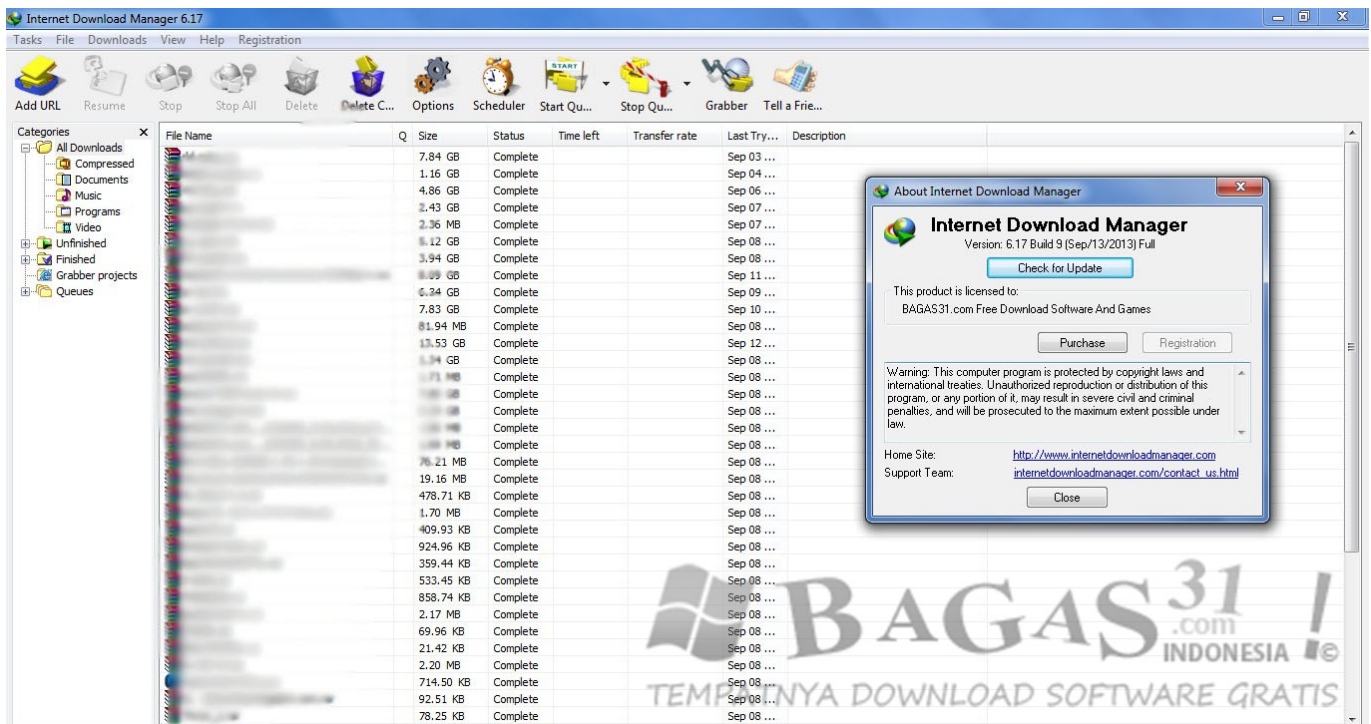 Internet Download Manager 6.17
Tasks File Downloads View Help Registration
Add URL Resume Stop Stop All Delete Delete C... Options Scheduler Start Qu... Stop Qu... Grabber Tell a Frie...
Categories
All Downloads
Compressed
Documents
Music
Programs
Video
Unfinished
Finished
Grabber projects
Queues
File Name Q Size Status Time left Transfer rate Last Try... Description
7.84 GB Complete Sep 03 ...
1.16 GB Complete Sep 04 ...
4.86 GB Complete Sep 06 ...
2.43 GB Complete Sep 07 ...
2.36 MB Complete Sep 07 ...
5.12 GB Complete Sep 08 ...
3.94 GB Complete Sep 08 ...
GB Complete Sep 11 ...
6.34 GB Complete Sep 09 ...
7.83 GB Complete Sep 10 ...
81.94 MB Complete Sep 08 ...
13.53 GB Complete Sep 12 ...
GB Complete Sep 08 ...
MB Complete Sep 08 ...
GB Complete Sep 08 ...
GB Complete Sep 08 ...
MB Complete Sep 08 ...
MB Complete Sep 08 ...
76.21 MB Complete Sep 08 ...
19.16 MB Complete Sep 08 ...
478.71 KB Complete Sep 08 ...
1.70 MB Complete Sep 08 ...
409.93 KB Complete Sep 08 ...
924.96 KB Complete Sep 08 ...
359.44 KB Complete Sep 08 ...
533.45 KB Complete Sep 08 ...
858.74 KB Complete Sep 08 ...
2.17 MB Complete Sep 08 ...
69.96 KB Complete Sep 08 ...
21.42 KB Complete Sep 08 ...
2.20 MB Complete Sep 08 ...
714.50 KB Complete Sep 08 ...
92.51 KB Complete Sep 08 ...
78.25 KB Complete Sep 08 ...
About Internet Download Manager
Internet Download Manager
Version: 6.17 Build 9 (Sep/13/2013) Full
Check for Update
This product is licensed to:
BAGAS31.com Free Download Software And Games
Purchase Registration
Warning: This computer program is protected by copyright laws and
international treaties. Unauthorized reproduction or distribution of this
program, or any portion of it, may result in severe civil and criminal
penalties, and will be prosecuted to the maximum extent possible under
law.
Home Site: http://www.internetdownloadmanager.com
Support Team: internetdownloadmanager.com/contact_us.html
Close
BAGAS31 !
.com
INDONESIA ©
TEMPATNYA DOWNLOAD SOFTWARE GRATIS